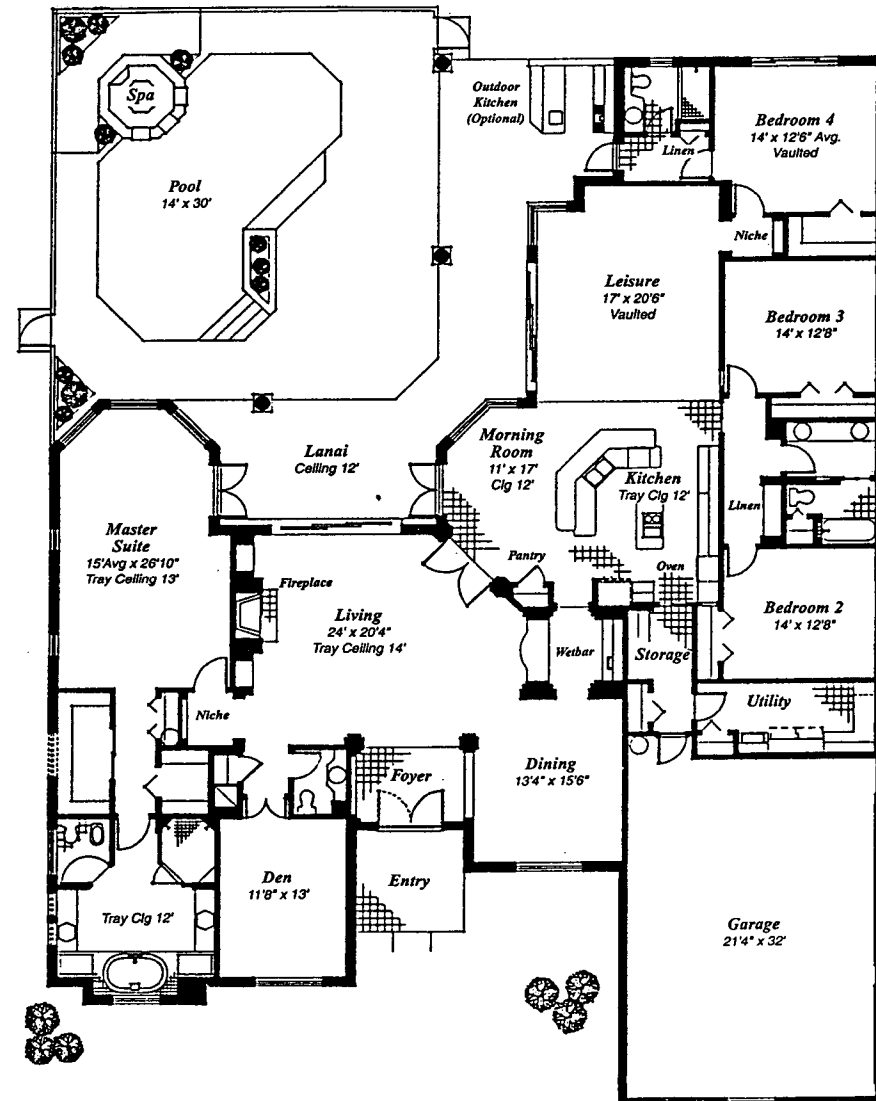 Spa
Outdoor
Kitchen
(Optional)
Bedroom 4
14' x 12'6" Avg.
Vaulted
Linen
Pool
14' x 30'
Niche
Leisure
17' x 20'6"
Vaulted
Bedroom 3
14' x 12'8"
Lanai
Ceiling 12'
Morning
Room
11' x 17'
Clg 12'
Kitchen
Tray Clg 12'
Linen
Master
Suite
15'Avg x 26'10"
Tray Ceiling 13'
Pantry
Oven
Fireplace
Living
24' x 20'4"
Tray Ceiling 14'
Bedroom 2
14' x 12'8"
Wetbar
Storage
Niche
Utility
Foyer
Dining
13'4" x 15'6"
Den
11'8" x 13'
Entry
Tray Clg 12'
Garage
21'4" x 32'